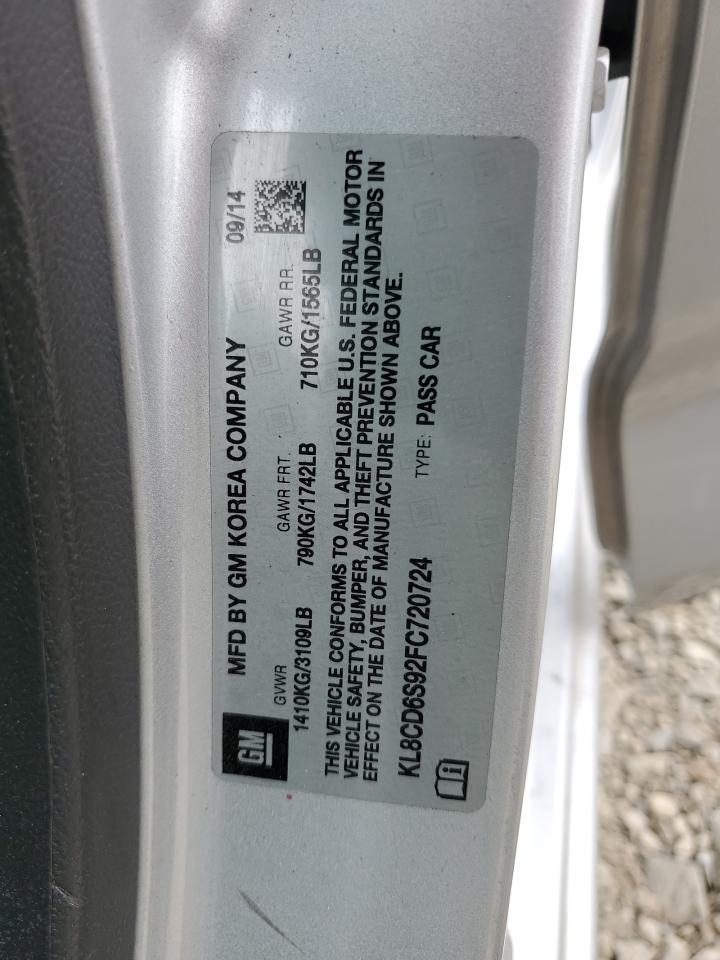 GM
MFD BY GM KOREA COMPANY 09/14
GVWR GAWR FRT. GAWR RR.
1410KG/3109LB 790KG/1742LB 710KG/1565LB
THIS VEHICLE CONFORMS TO ALL APPLICABLE U.S. FEDERAL MOTOR
VEHICLE SAFETY, BUMPER, AND THEFT PREVENTION STANDARDS IN
EFFECT ON THE DATE OF MANUFACTURE SHOWN ABOVE.
KL8CD6S92FC720724 TYPE: PASS CAR